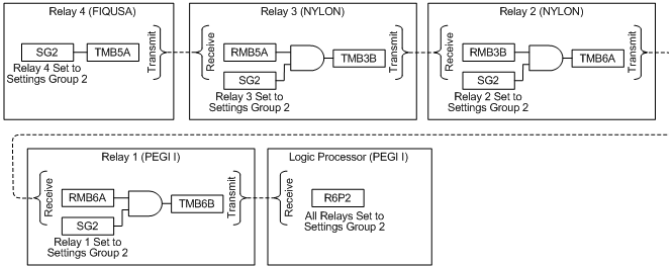 Relay 4 (FIQUSA)
SG2
TMB5A
Transmit
Relay 4 Set to
Settings Group 2
Relay 3 (NYLON)
Receive
RMB5A
SG2
TMB3B
Transmit
Relay 3 Set to
Settings Group 2
Relay 2 (NYLON)
Receive
RMB3B
SG2
TMB6A
Transmit
Relay 2 Set to
Settings Group 2
Relay 1 (PEGI I)
Receive
RMB6A
SG2
TMB6B
Transmit
Relay 1 Set to
Settings Group 2
Logic Processor (PEGI I)
Receive
R6P2
All Relays Set to
Settings Group 2